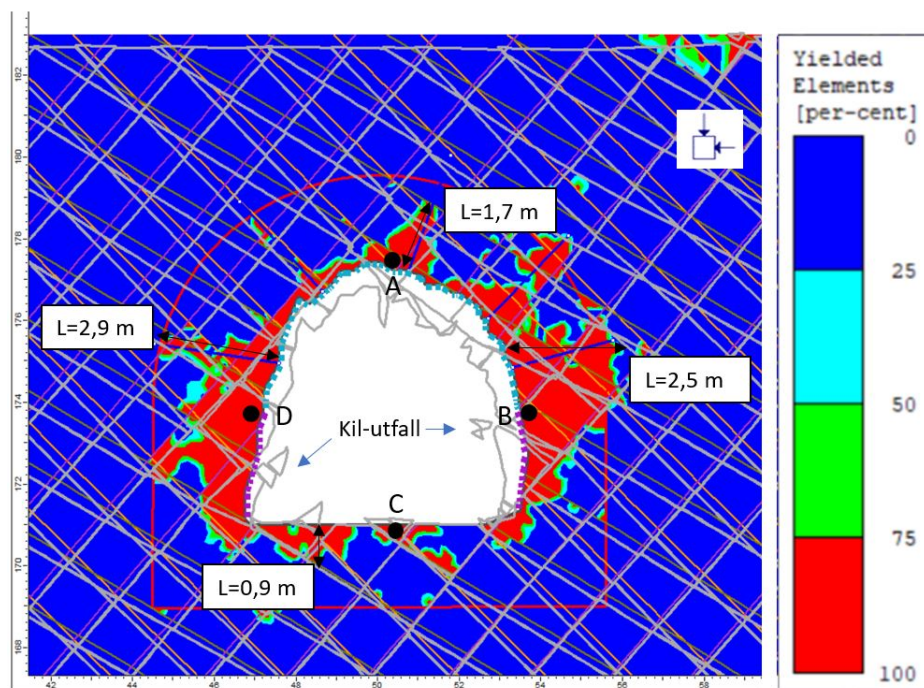 Yielded
Elements
[per-cent]
0
25
50
75
100
182
180
178
176
174
172
170
168
L=1,7 m
A
L=2,9 m
L=2,5 m
D
B
Kil-utfall
C
L=0,9 m
42
44
46
48
50
52
54
56
58